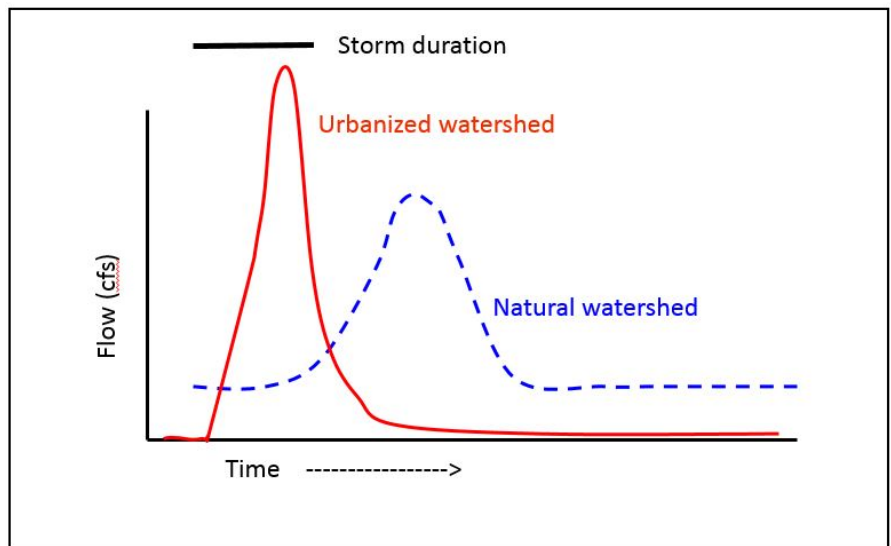 Storm duration
Urbanized watershed
Natural watershed
Flow (cfs)
Time ----------------->